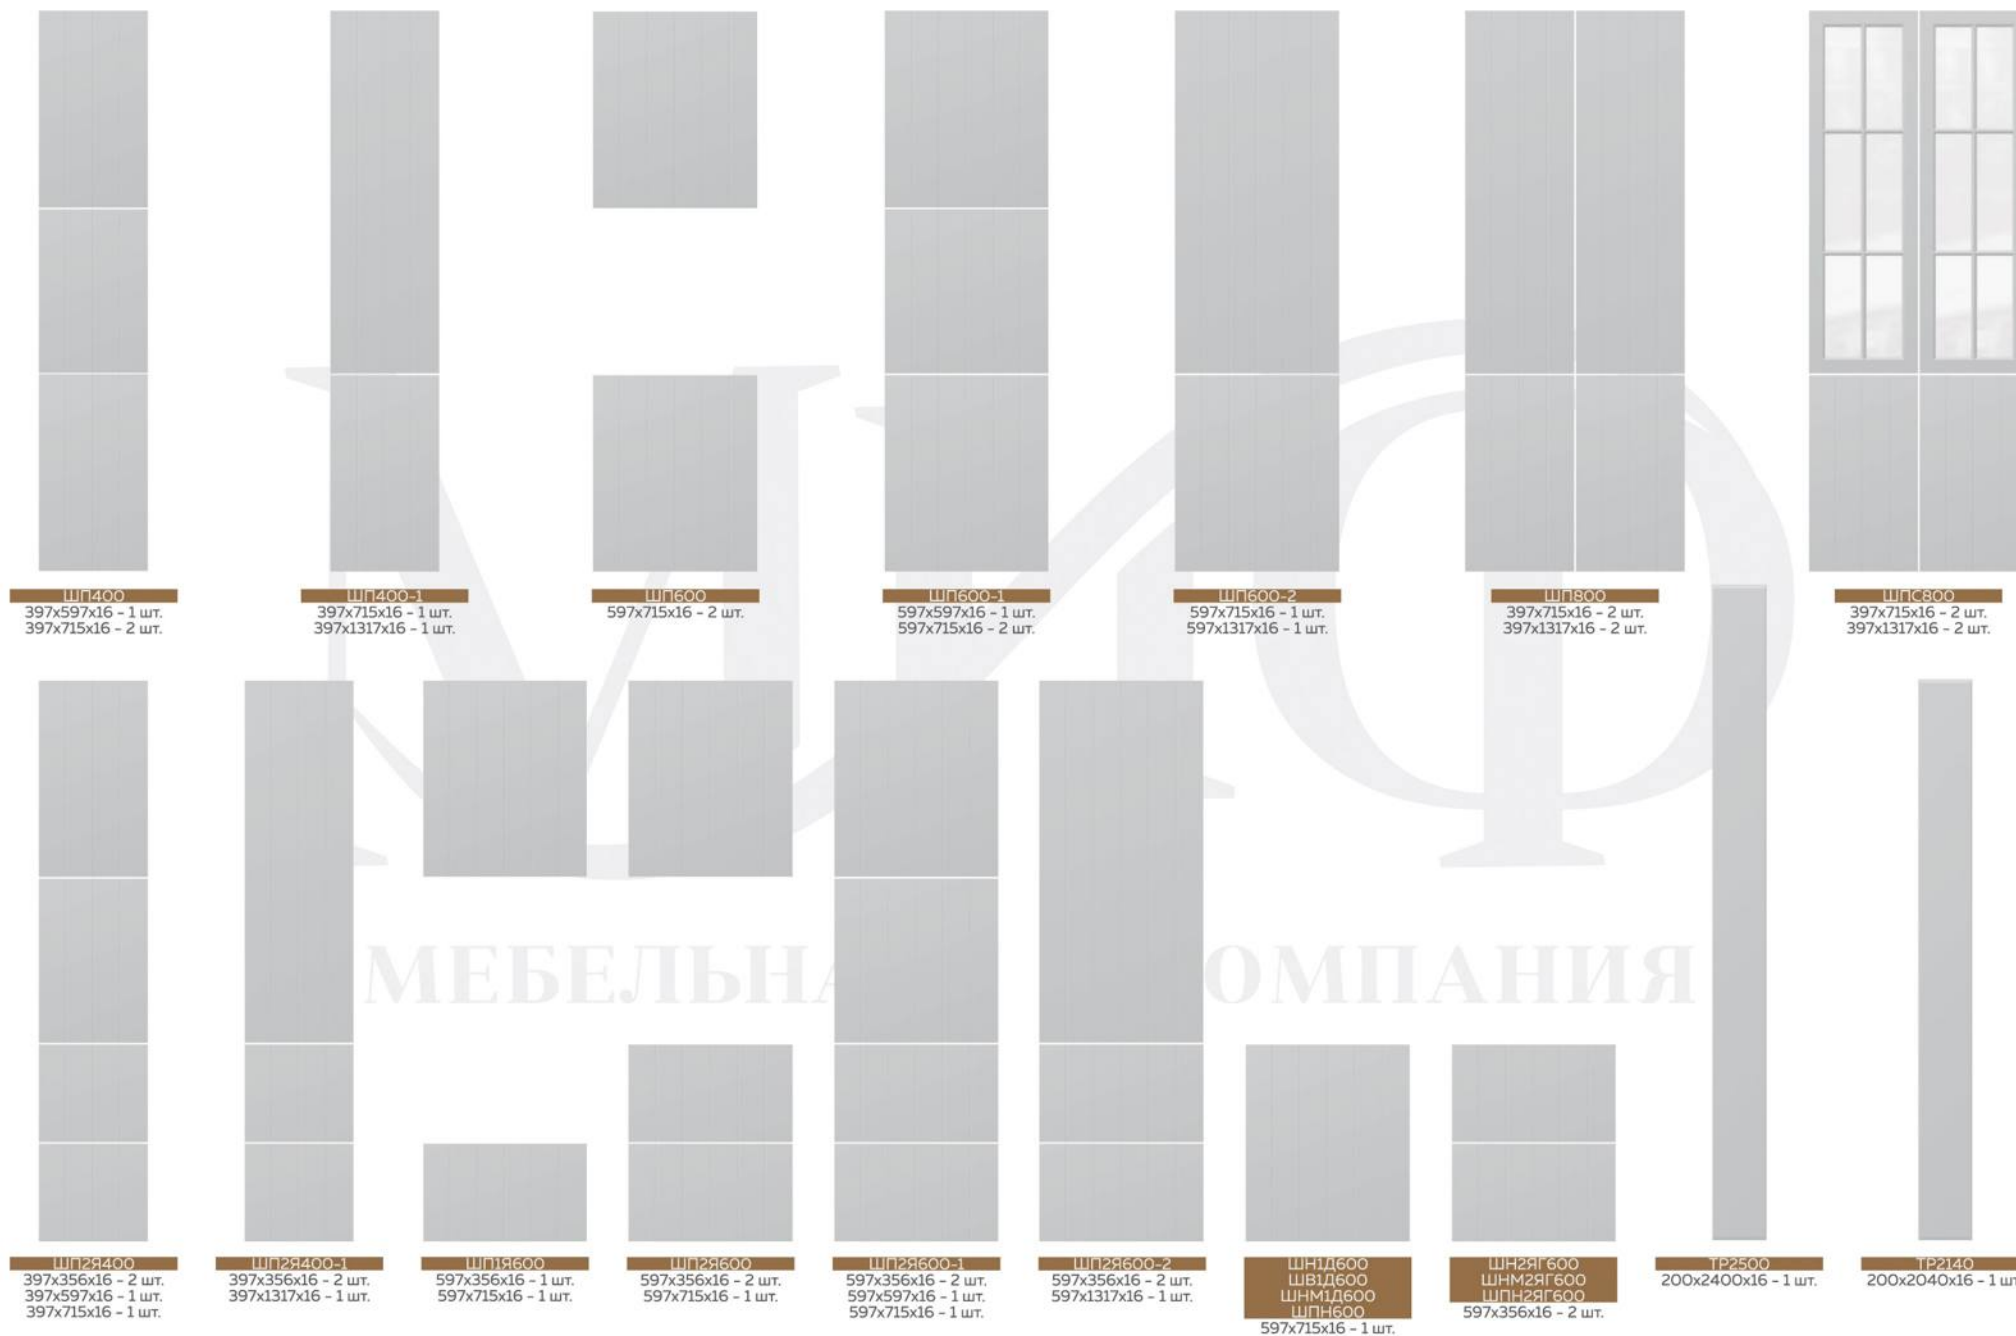 ШП400
397x597x16 – 1 шт.
397x715x16 – 2 шт.
ШП400-1
397x715x16 – 1 шт.
397x1317x16 – 1 шт.
ШП600
597x715x16 – 2 шт.
ШП600-1
597x597x16 – 1 шт.
597x715x16 – 2 шт.
ШП600-2
597x715x16 – 1 шт.
597x1317x16 – 1 шт.
ШП800
397x715x16 – 2 шт.
397x1317x16 – 2 шт.
ШПС800
397x715x16 – 2 шт.
397x1317x16 – 2 шт.
МИФ
МЕБЕЛЬНА ОМПАНИЯ
ШП2Я400
397x356x16 – 2 шт.
397x597x16 – 1 шт.
397x715x16 – 1 шт.
ШП2Я400-1
397x356x16 – 2 шт.
397x1317x16 – 1 шт.
ШП1Я600
597x356x16 – 1 шт.
597x715x16 – 1 шт.
ШП2Я600
597x356x16 – 2 шт.
597x715x16 – 1 шт.
ШП2Я600-1
597x356x16 – 2 шт.
597x597x16 – 1 шт.
597x715x16 – 1 шт.
ШП2Я600-2
597x356x16 – 2 шт.
597x1317x16 – 1 шт.
ШН1Д600
ШВ1Д600
ШНМ1Д600
ШПН600
597x715x16 – 1 шт.
ШН2ЯГ600
ШНМ2ЯГ600
ШПН2ЯГ600
597x356x16 – 2 шт.
ТР2500
200x2400x16 – 1 шт.
ТР2140
200x2040x16 – 1 шт